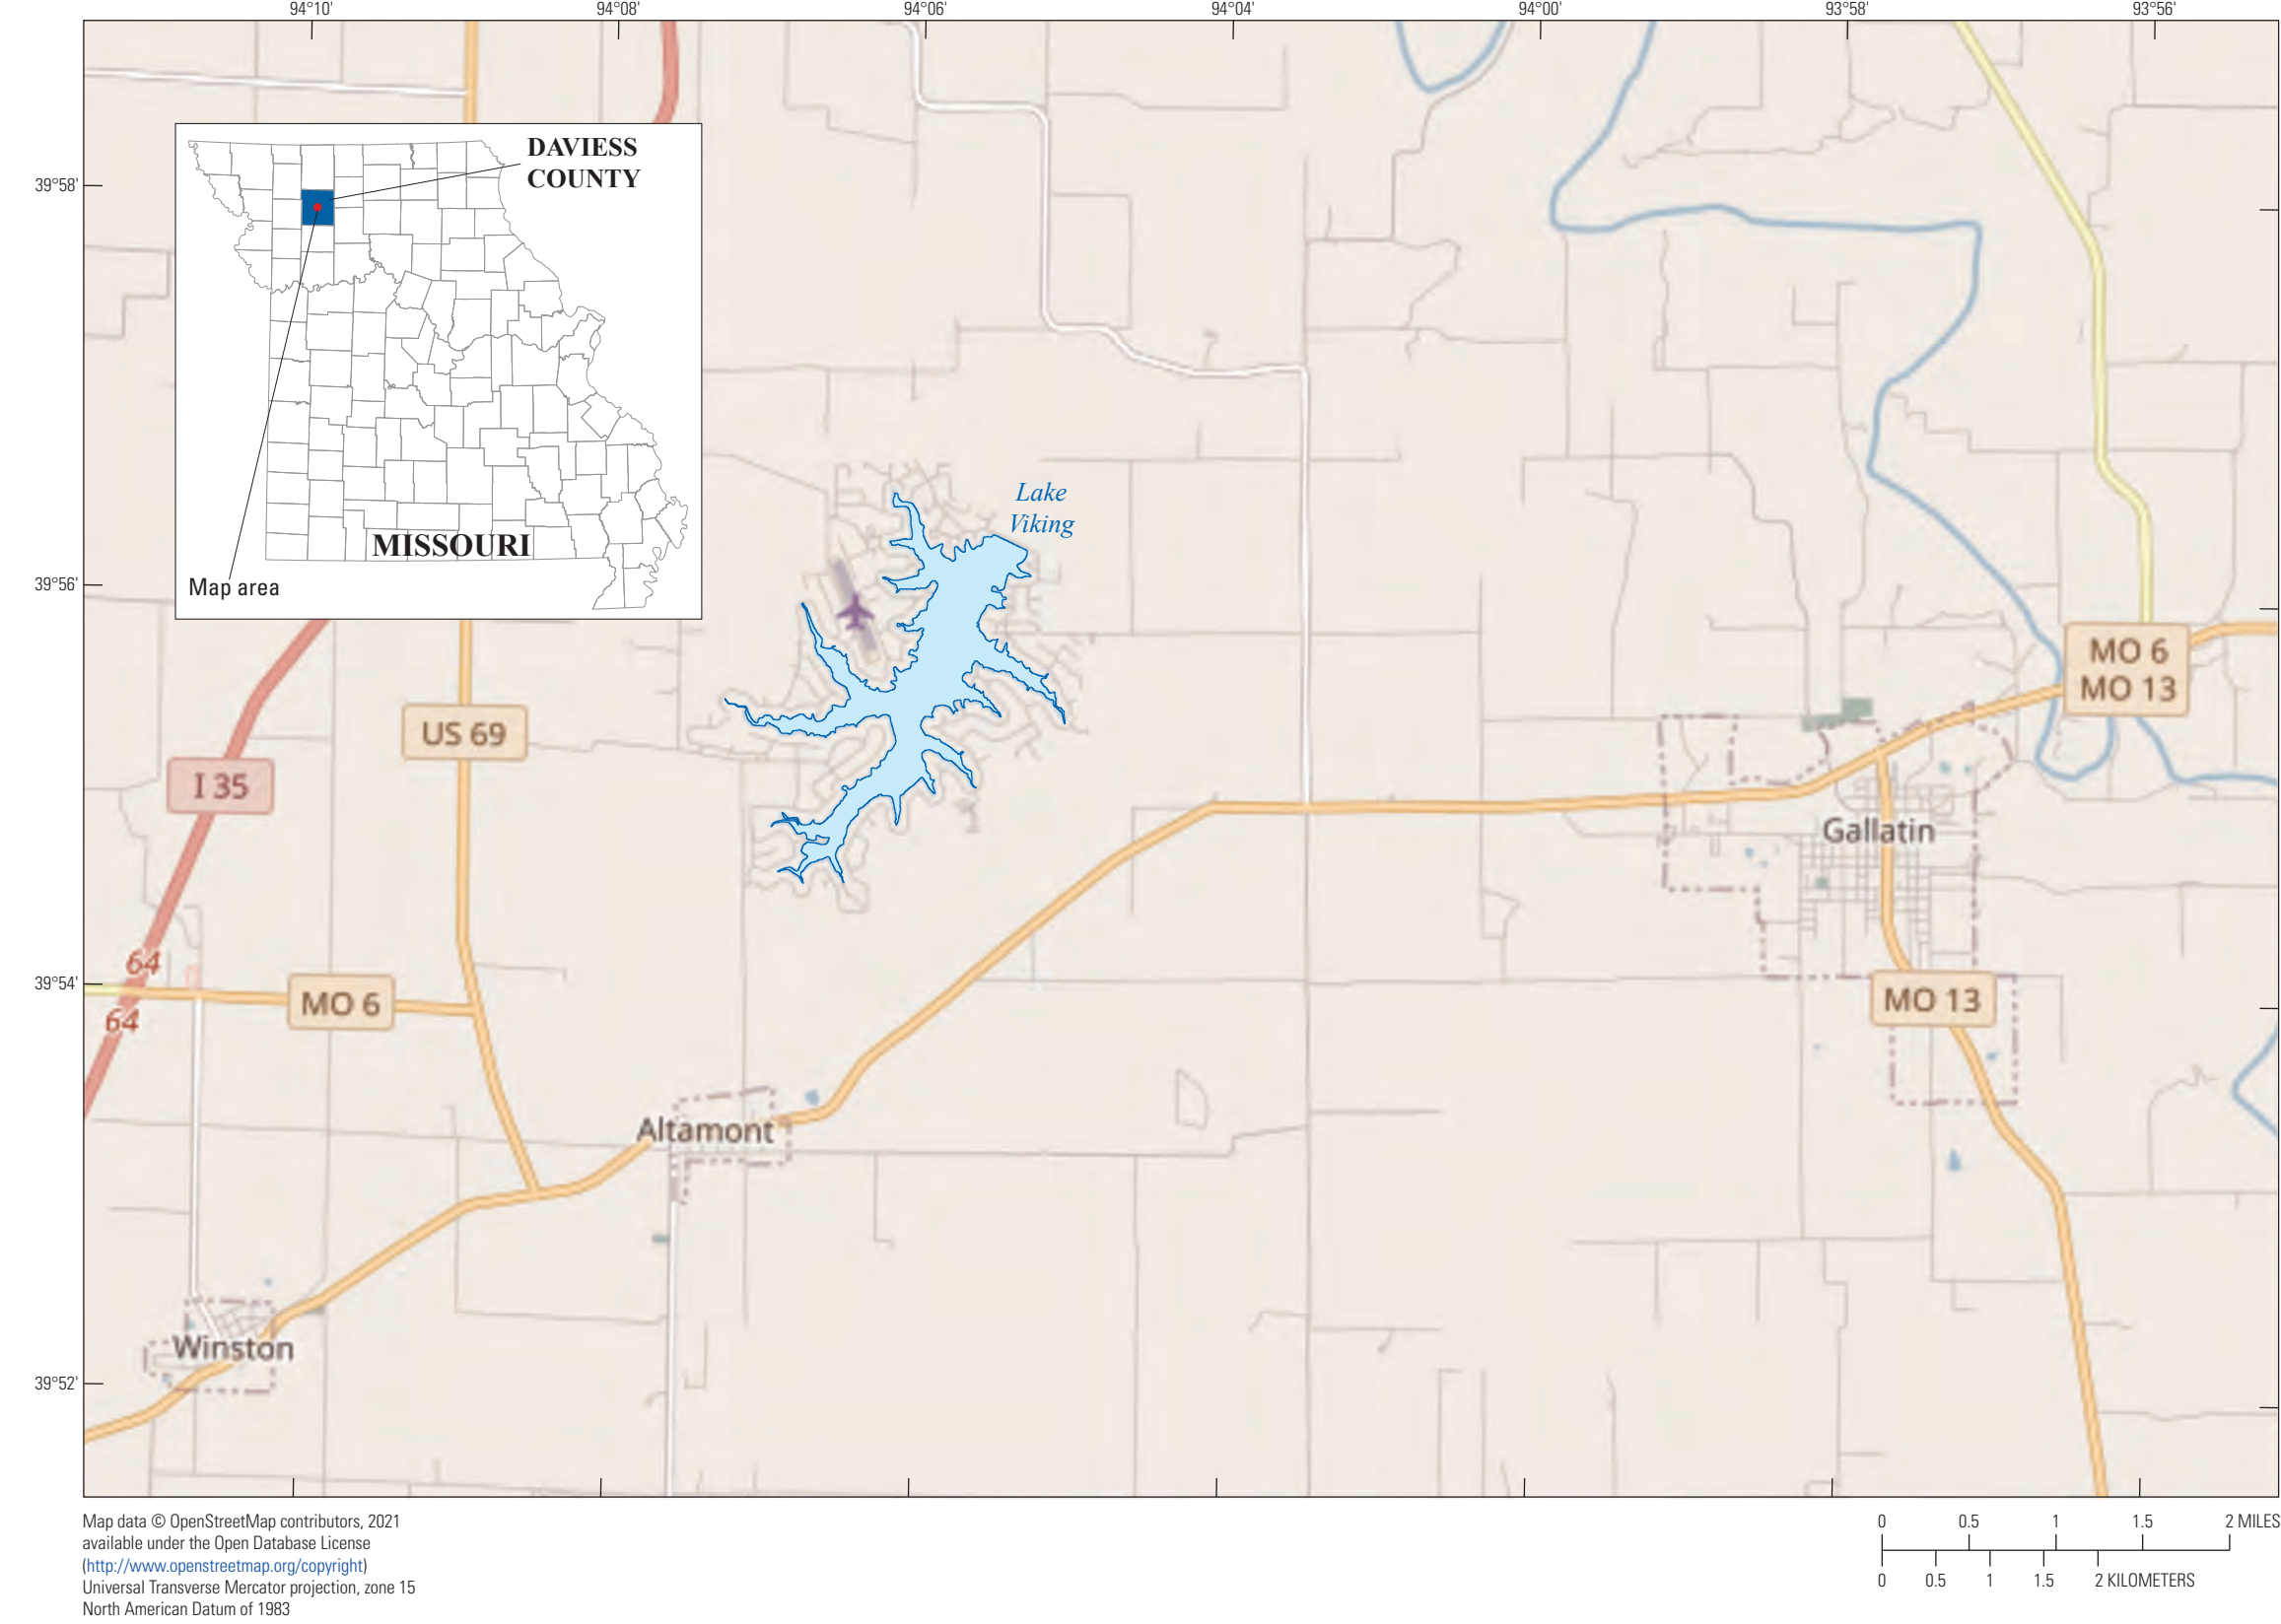 94°10'
94°08'
94°06'
94°04'
94°00'
93°58'
93°56'
39°58'
39°56'
39°54'
39°52'
DAVIESS
COUNTY
MISSOURI
Map area
Lake
Viking
MO 6
MO 13
US 69
I 35
Gallatin
64
MO 6
64
MO 13
Altamont
Winston
Map data © OpenStreetMap contributors, 2021
available under the Open Database License
(http://www.openstreetmap.org/copyright)
Universal Transverse Mercator projection, zone 15
North American Datum of 1983
0 0.5 1 1.5 2 MILES
0 0.5 1 1.5 2 KILOMETERS